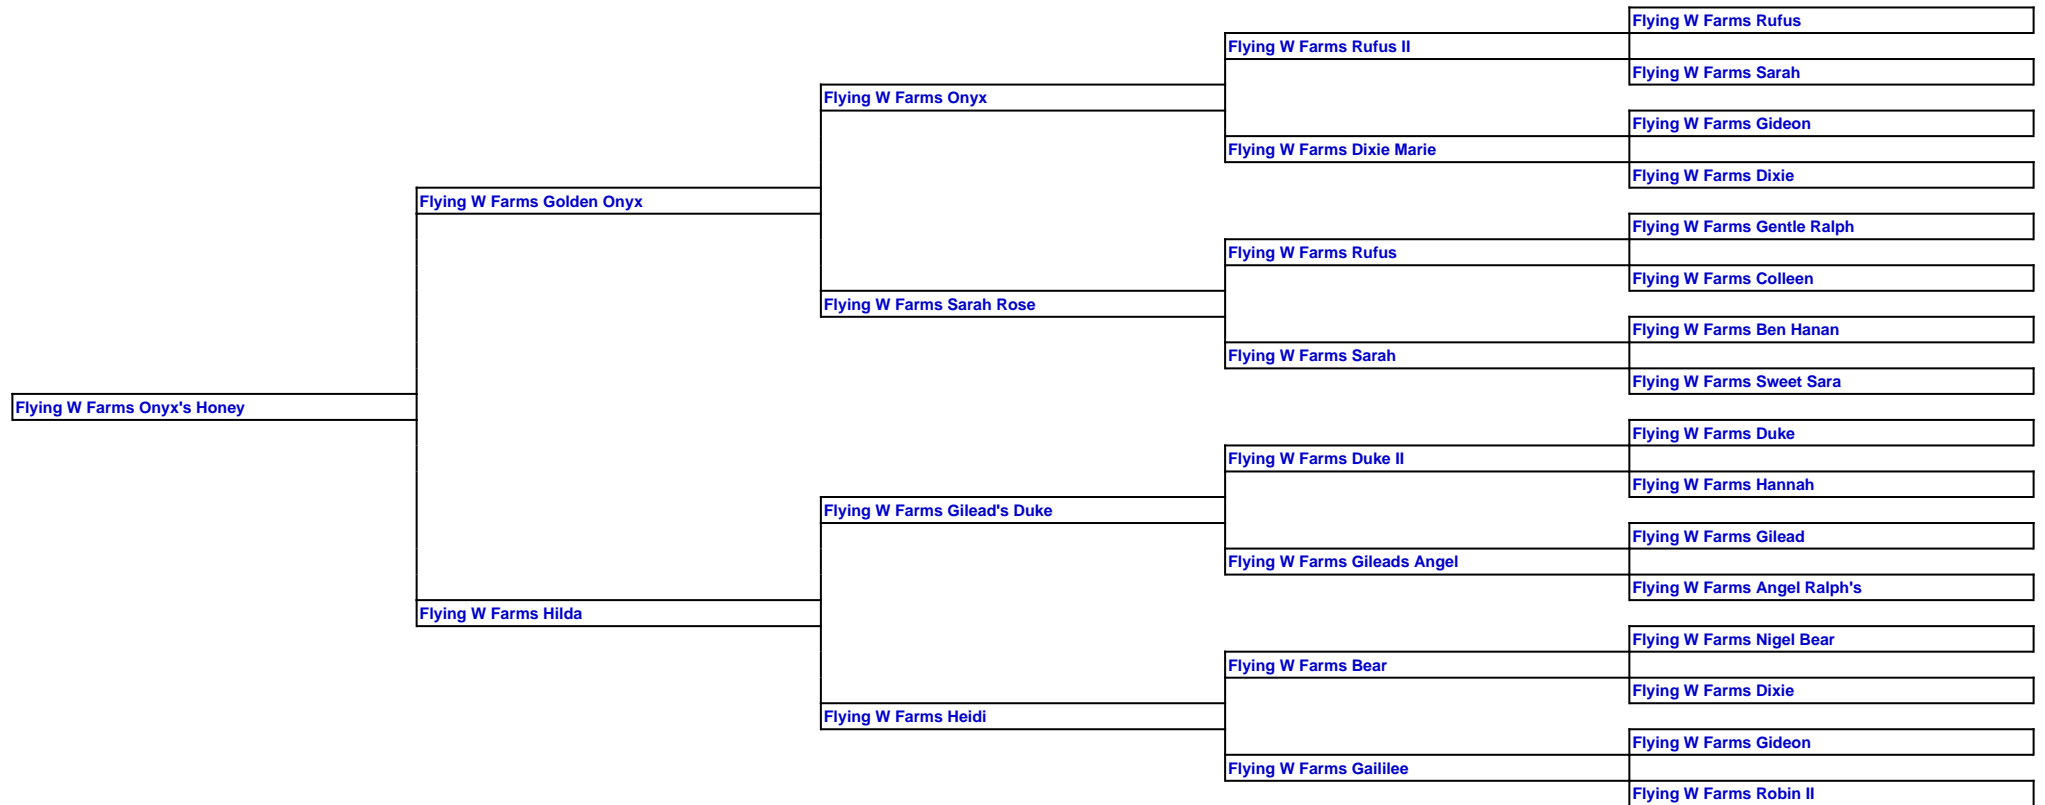 Flying W Farms Rufus
Flying W Farms Rufus II
Flying W Farms Sarah
Flying W Farms Onyx
Flying W Farms Gideon
Flying W Farms Dixie Marie
Flying W Farms Dixie
Flying W Farms Golden Onyx
Flying W Farms Gentle Ralph
Flying W Farms Rufus
Flying W Farms Colleen
Flying W Farms Sarah Rose
Flying W Farms Ben Hanan
Flying W Farms Sarah
Flying W Farms Sweet Sara
Flying W Farms Onyx's Honey
Flying W Farms Duke
Flying W Farms Duke II
Flying W Farms Hannah
Flying W Farms Gilead's Duke
Flying W Farms Gilead
Flying W Farms Gileads Angel
Flying W Farms Angel Ralph's
Flying W Farms Hilda
Flying W Farms Nigel Bear
Flying W Farms Bear
Flying W Farms Dixie
Flying W Farms Heidi
Flying W Farms Gideon
Flying W Farms Gaililee
Flying W Farms Robin II